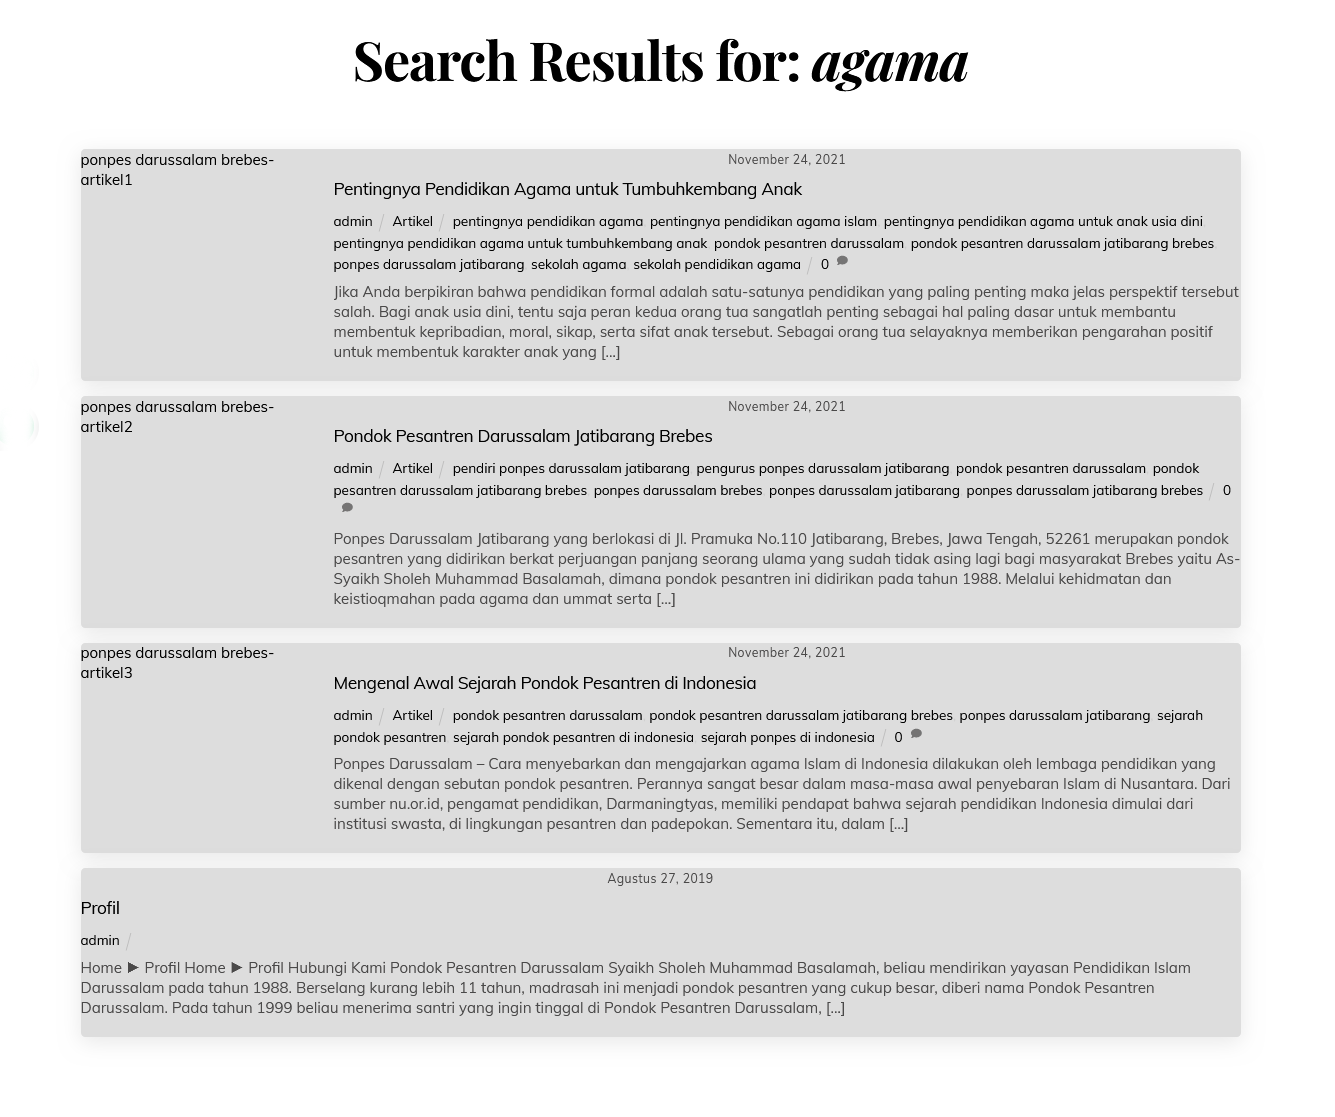 Search Results for: agama
ponpes darussalam brebes-
artikel1
November 24, 2021
Pentingnya Pendidikan Agama untuk Tumbuhkembang Anak
admin / Artikel / pentingnya pendidikan agama pentingnya pendidikan agama islam pentingnya pendidikan agama untuk anak usia dini
pentingnya pendidikan agama untuk tumbuhkembang anak pondok pesantren darussalam pondok pesantren darussalam jatibarang brebes
ponpes darussalam jatibarang sekolah agama sekolah pendidikan agama / 0
Jika Anda berpikiran bahwa pendidikan formal adalah satu-satunya pendidikan yang paling penting maka jelas perspektif tersebut
salah. Bagi anak usia dini, tentu saja peran kedua orang tua sangatlah penting sebagai hal paling dasar untuk membantu
membentuk kepribadian, moral, sikap, serta sifat anak tersebut. Sebagai orang tua selayaknya memberikan pengarahan positif
untuk membentuk karakter anak yang [...]
ponpes darussalam brebes-
artikel2
November 24, 2021
Pondok Pesantren Darussalam Jatibarang Brebes
admin / Artikel / pendiri ponpes darussalam jatibarang pengurus ponpes darussalam jatibarang pondok pesantren darussalam pondok
pesantren darussalam jatibarang brebes ponpes darussalam brebes ponpes darussalam jatibarang ponpes darussalam jatibarang brebes / 0
Ponpes Darussalam Jatibarang yang berlokasi di Jl. Pramuka No.110 Jatibarang, Brebes, Jawa Tengah, 52261 merupakan pondok
pesantren yang didirikan berkat perjuangan panjang seorang ulama yang sudah tidak asing lagi bagi masyarakat Brebes yaitu As-
Syaikh Sholeh Muhammad Basalamah, dimana pondok pesantren ini didirikan pada tahun 1988. Melalui kehidmatan dan
keistioqmahan pada agama dan ummat serta [...]
ponpes darussalam brebes-
artikel3
November 24, 2021
Mengenal Awal Sejarah Pondok Pesantren di Indonesia
admin / Artikel / pondok pesantren darussalam pondok pesantren darussalam jatibarang brebes ponpes darussalam jatibarang sejarah
pondok pesantren sejarah pondok pesantren di indonesia sejarah ponpes di indonesia / 0
Ponpes Darussalam – Cara menyebarkan dan mengajarkan agama Islam di Indonesia dilakukan oleh lembaga pendidikan yang
dikenal dengan sebutan pondok pesantren. Perannya sangat besar dalam masa-masa awal penyebaran Islam di Nusantara. Dari
sumber nu.or.id, pengamat pendidikan, Darmaningtyas, memiliki pendapat bahwa sejarah pendidikan Indonesia dimulai dari
institusi swasta, di lingkungan pesantren dan padepokan. Sementara itu, dalam [...]
Agustus 27, 2019
Profil
admin /
Home ► Profil Home ► Profil Hubungi Kami Pondok Pesantren Darussalam Syaikh Sholeh Muhammad Basalamah, beliau mendirikan yayasan Pendidikan Islam
Darussalam pada tahun 1988. Berselang kurang lebih 11 tahun, madrasah ini menjadi pondok pesantren yang cukup besar, diberi nama Pondok Pesantren
Darussalam. Pada tahun 1999 beliau menerima santri yang ingin tinggal di Pondok Pesantren Darussalam, [...]